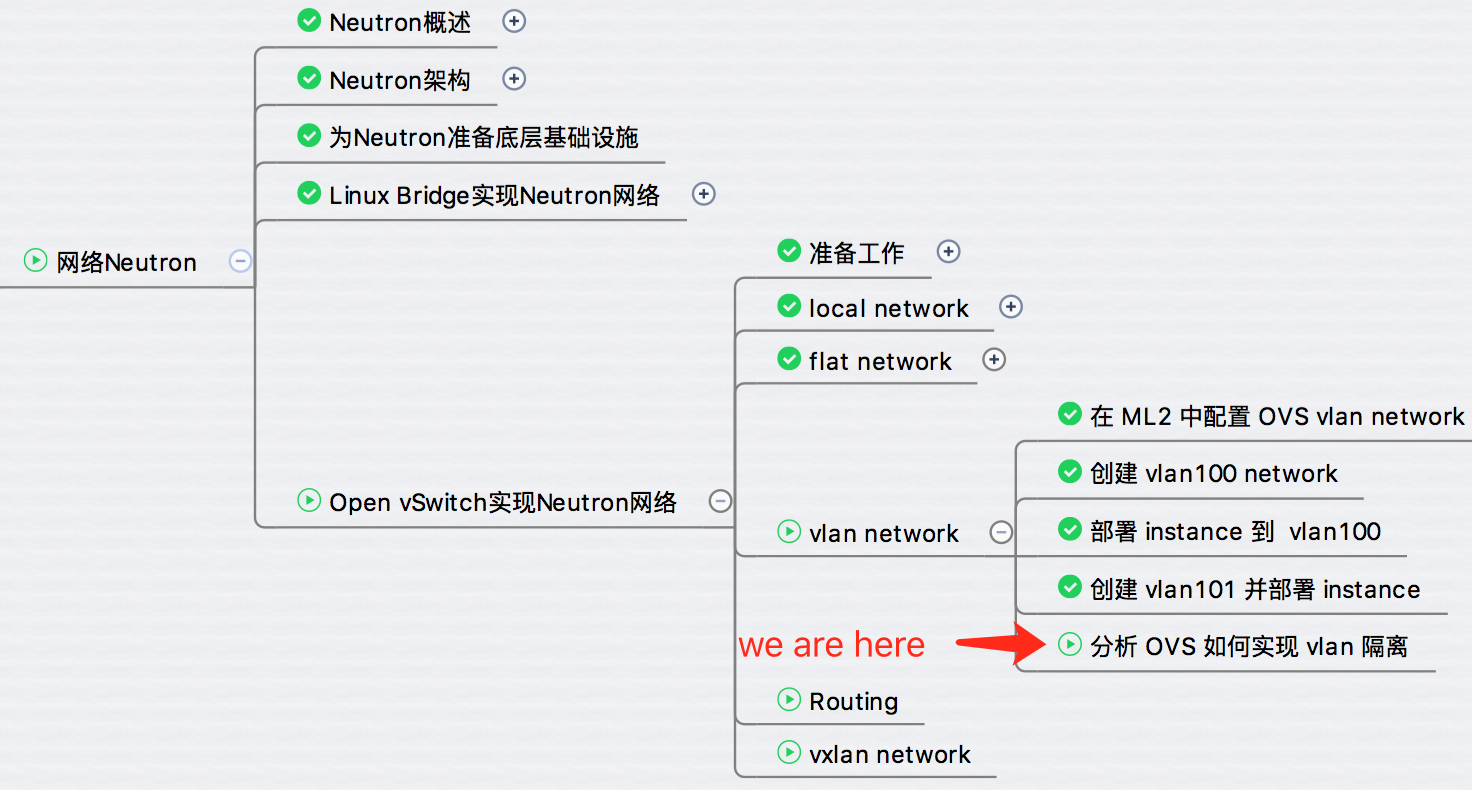 Neutron概述
Neutron架构
为Neutron准备底层基础设施
Linux Bridge实现Neutron网络
网络Neutron
准备工作
local network
flat network
在 ML2 中配置 OVS vlan network
创建 vlan100 network
Open vSwitch实现Neutron网络
vlan network
部署 instance 到 vlan100
创建 vlan101 并部署 instance
we are here
分析 OVS 如何实现 vlan 隔离
Routing
vxlan network